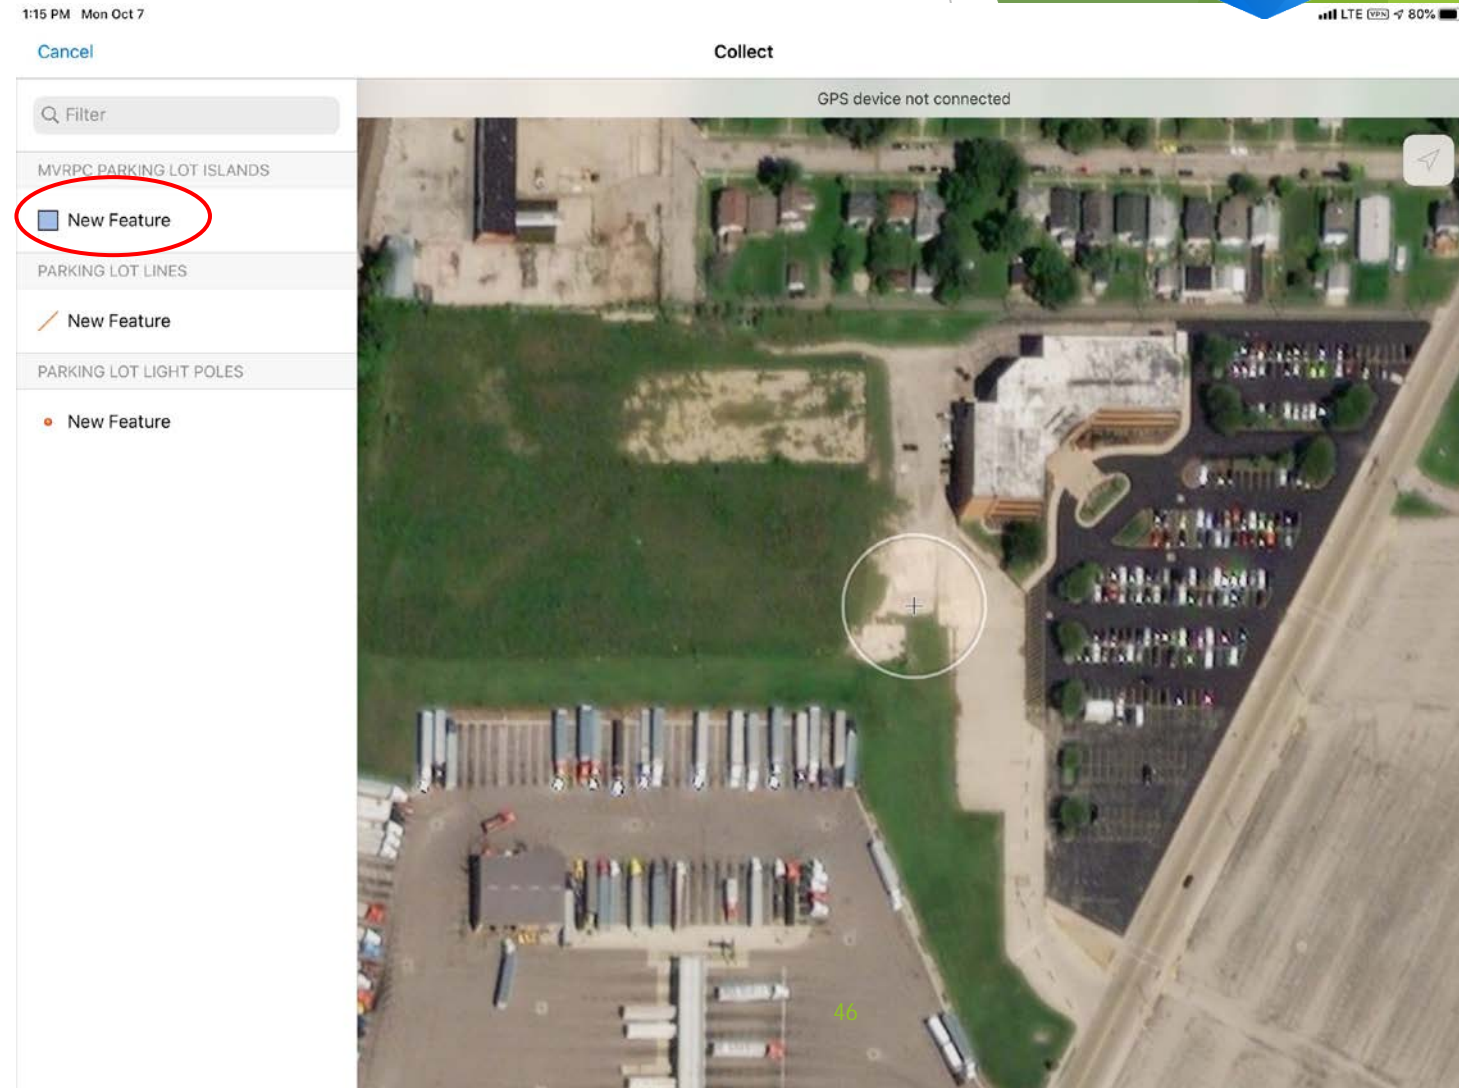 1:15 PM Mon Oct 7
LTE VPN 80%
Cancel
Collect
Filter
GPS device not connected
MVRPC PARKING LOT ISLANDS
New Feature
PARKING LOT LINES
New Feature
PARKING LOT LIGHT POLES
New Feature
46